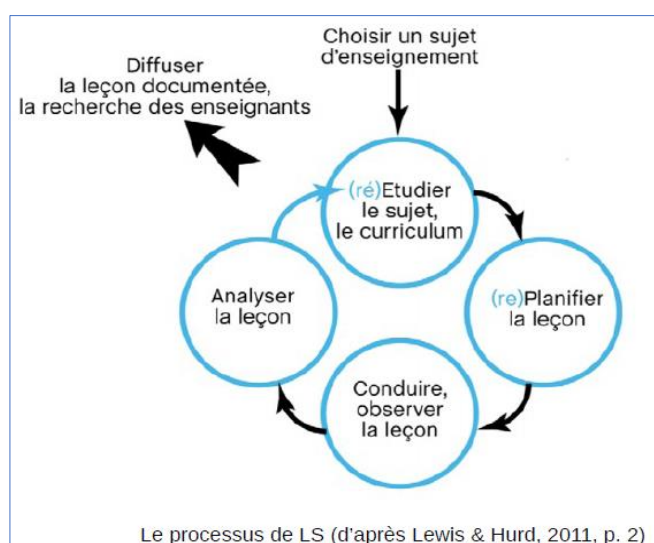 Choisir un sujet
d'enseignement
Diffuser
la leçon documentée,
la recherche des enseignants
(ré)Etudier
le sujet,
le curriculum
(re)Planifier
la leçon
Conduire,
observer
la leçon
Analyser
la leçon
Le processus de LS (d'après Lewis & Hurd, 2011, p. 2)